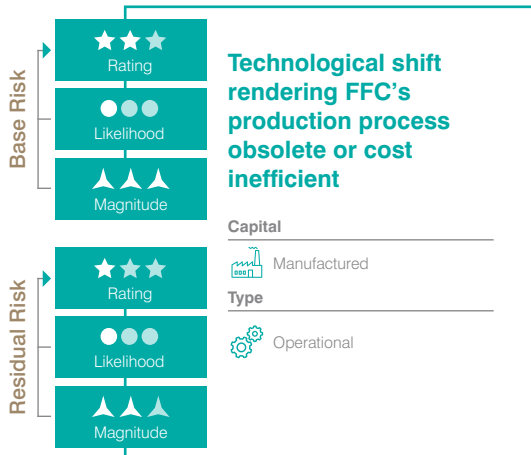 Base Risk
Rating
Likelihood
Magnitude
Technological shift
rendering FFC's
production process
obsolete or cost
inefficient
Capital
Manufactured
Type
Operational
Residual Risk
Rating
Likelihood
Magnitude